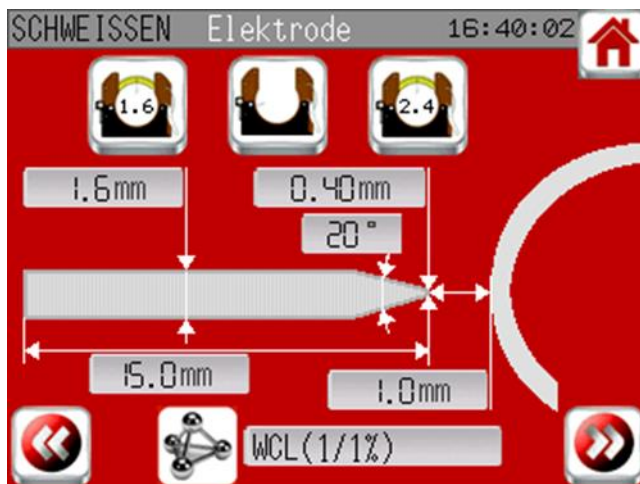 SCHWEISSEN Elektrode 16:40:02
1.6 2.4
1.6mm 0.40mm
20°
15.0mm 1.0mm
WCL(1/1%)